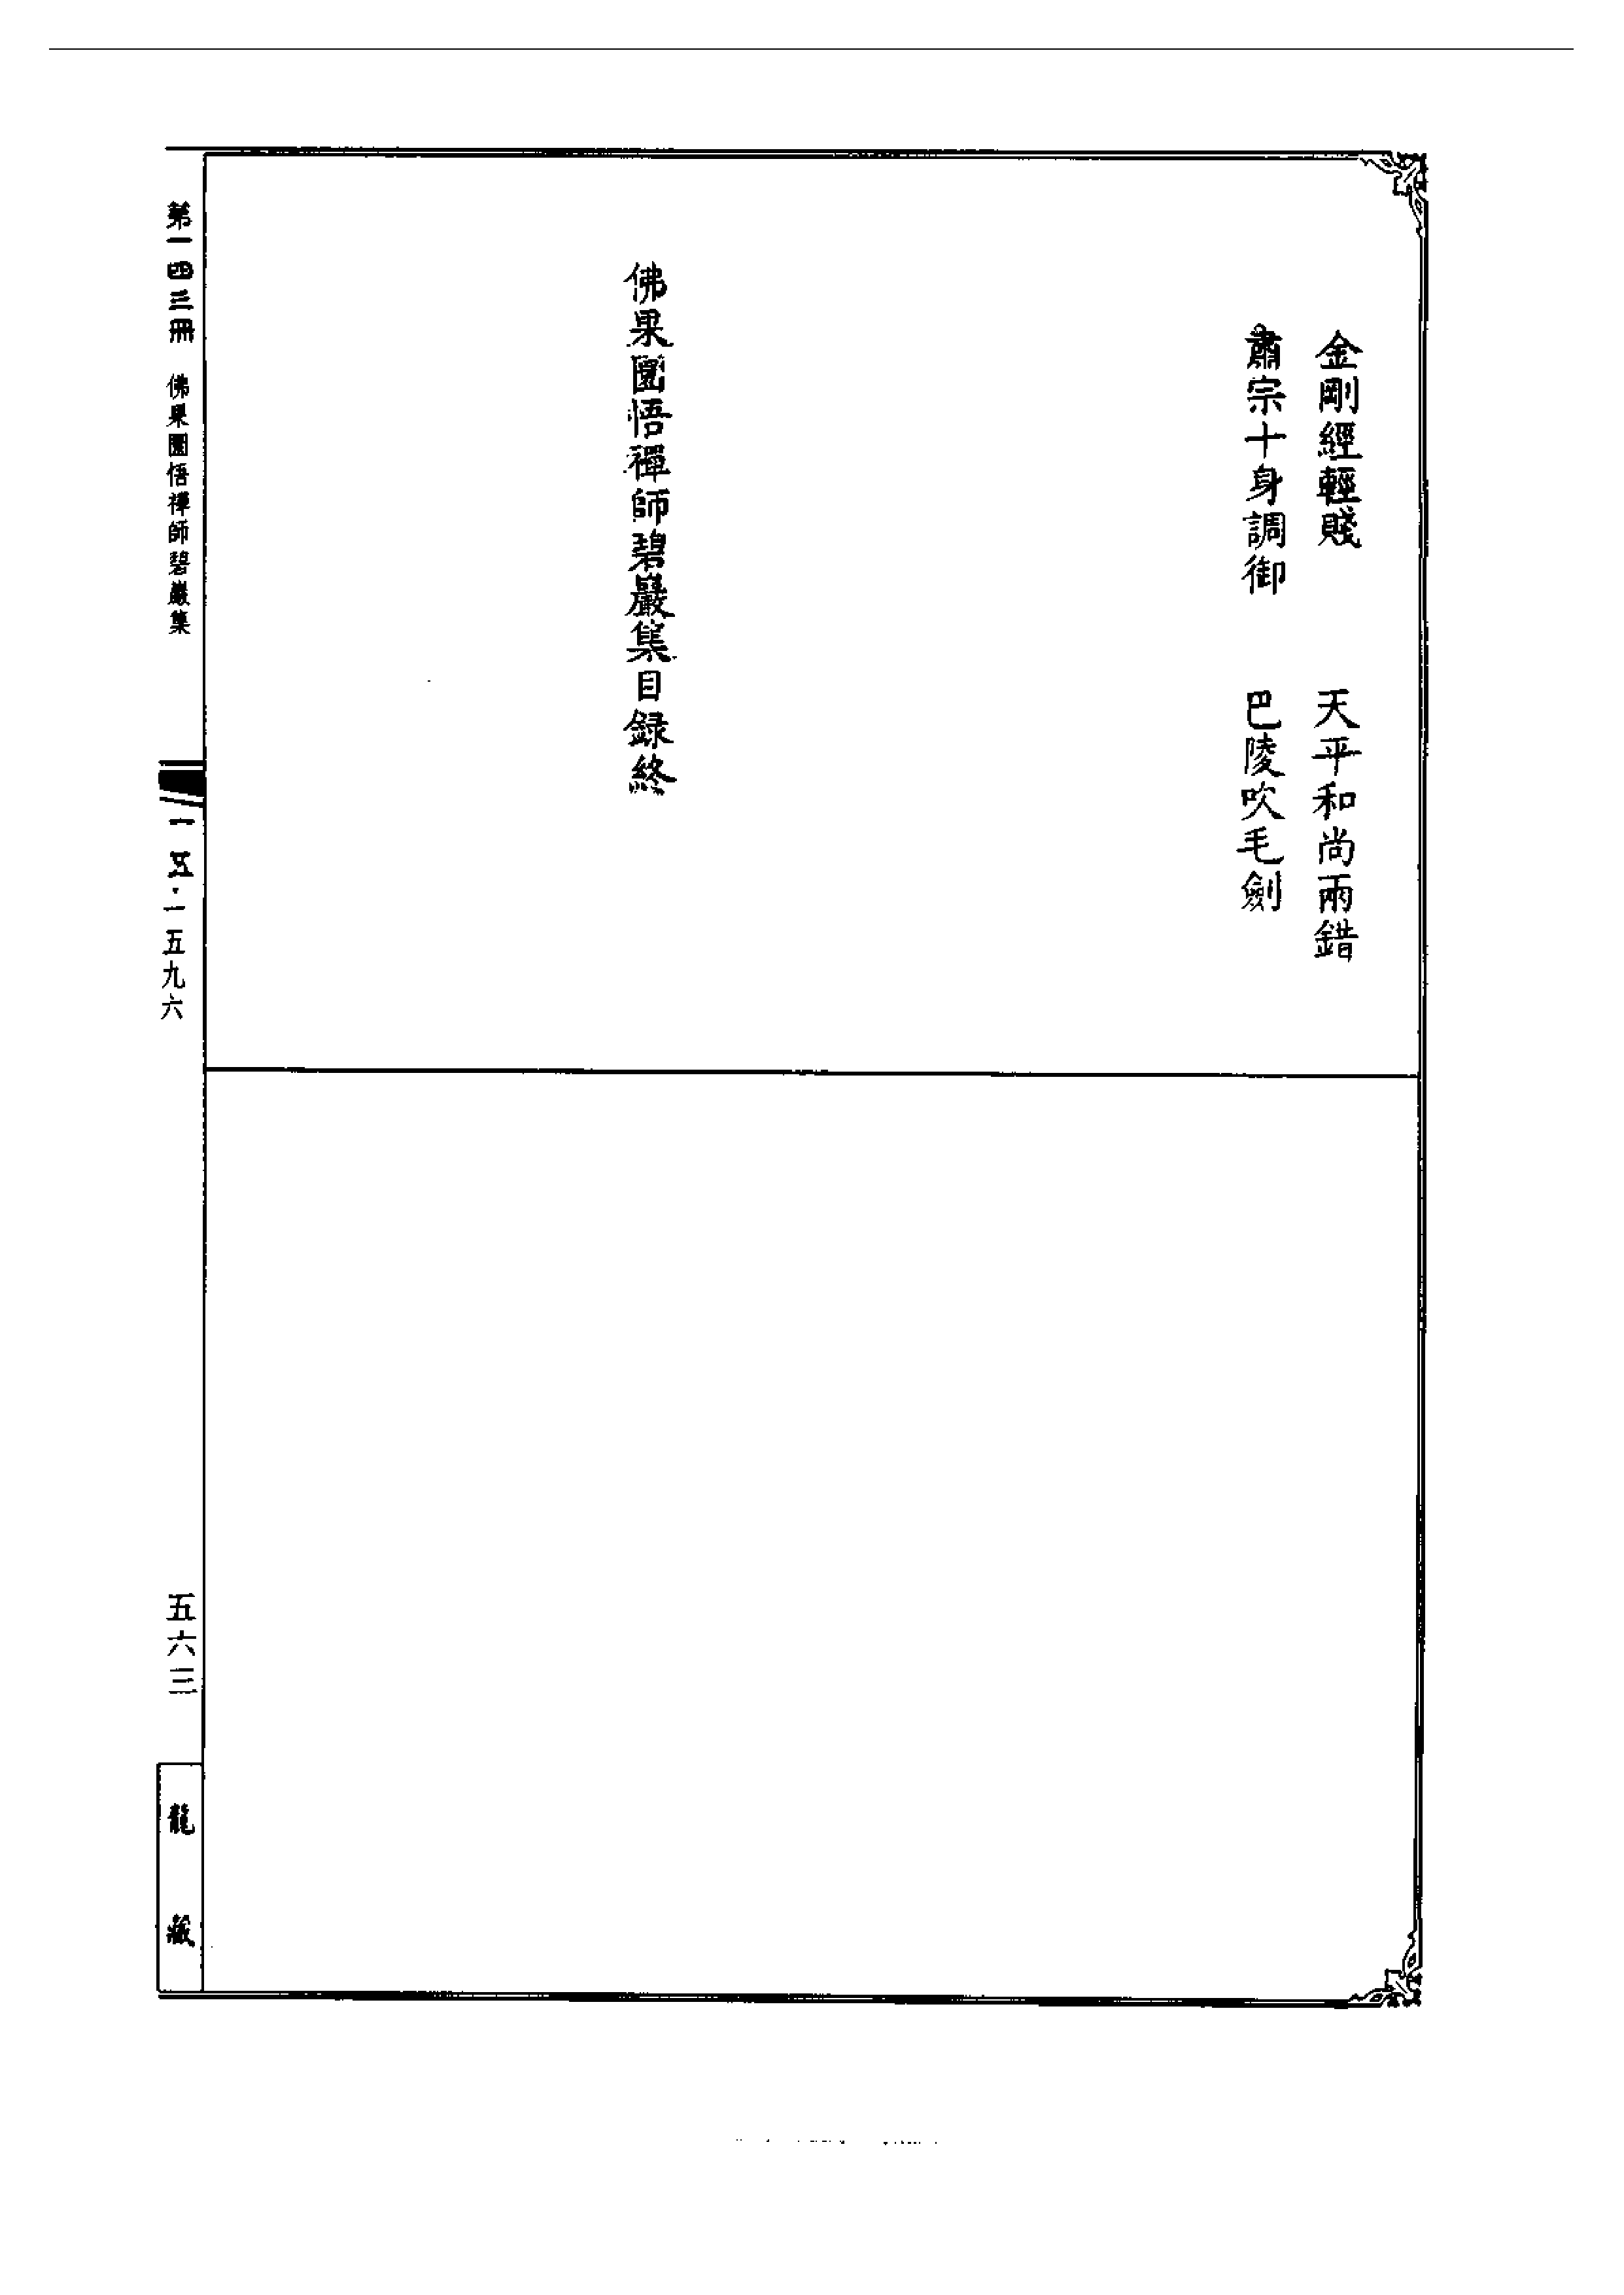 金剛經輕賤　天平和尚兩錯
肅宗十身調御　巴陵吹毛劍
佛果圜悟禪師碧巖集目録終
第一四三冊　佛果圜悟禪師碧巖集
一五·一五九六
五六三
龍藏